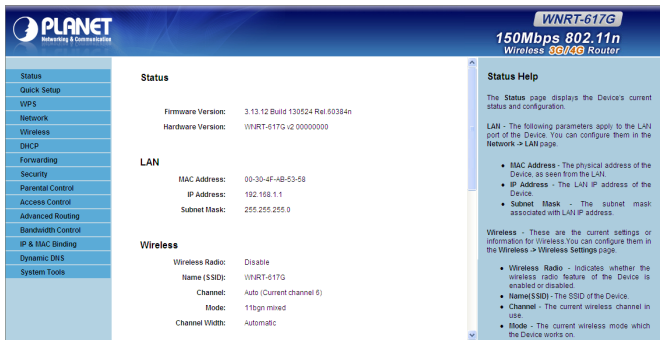 PLANET
Networking & Communication
WNRT-617G
150Mbps 802.11n
Wireless 3G/4G Router
Status
Quick Setup
WPS
Network
Wireless
DHCP
Forwarding
Security
Parental Control
Access Control
Advanced Routing
Bandwidth Control
IP & MAC Binding
Dynamic DNS
System Tools
Status
Firmware Version: 3.13.12 Build 130524 Rel.60384n
Hardware Version: WNRT-617G v2 00000000
LAN
MAC Address: 00-30-4F-AB-53-58
IP Address: 192.168.1.1
Subnet Mask: 255.255.255.0
Wireless
Wireless Radio: Disable
Name (SSID): WNRT-617G
Channel: Auto (Current channel 6)
Mode: 11bgn mixed
Channel Width: Automatic
Status Help
The Status page displays the Device's current
status and configuration.
LAN - The following parameters apply to the LAN
port of the Device. You can configure them in the
Network -> LAN page.
• MAC Address - The physical address of the
Device, as seen from the LAN.
• IP Address - The LAN IP address of the
Device.
• Subnet Mask - The subnet mask
associated with LAN IP address.
Wireless - These are the current settings or
information for Wireless.You can configure them in
the Wireless -> Wireless Settings page.
• Wireless Radio - Indicates whether the
wireless radio feature of the Device is
enabled or disabled.
• Name(SSID) - The SSID of the Device.
• Channel - The current wireless channel in
use.
• Mode - The current wireless mode which
the Device works on.